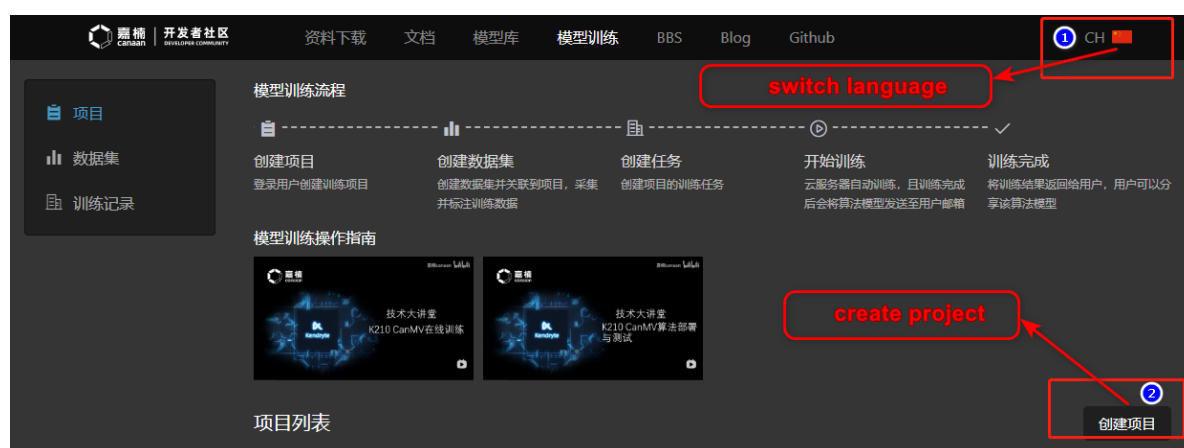 嘉楠 canaan 开发者社区 DEVELOPER COMMUNITY 资料下载 文档 模型库 模型训练 BBS Blog Github 1 CH
switch language
项目
数据集
训练记录
模型训练流程
创建项目 创建数据集 创建任务 开始训练 训练完成
登录用户创建训练项目 创建数据集并关联到项目，采集 创建项目的训练任务 云服务器自动训练，且训练完成 将训练结果返回给用户，用户可以分
并标注训练数据 后会将算法模型发送至用户邮箱 享该算法模型
模型训练操作指南
嘉楠
技术大讲堂
K210 CanMV在线训练
Kendryte
嘉楠
技术大讲堂
K210 CanMV算法部署
与测试
Kendryte
create project
2
项目列表 创建项目